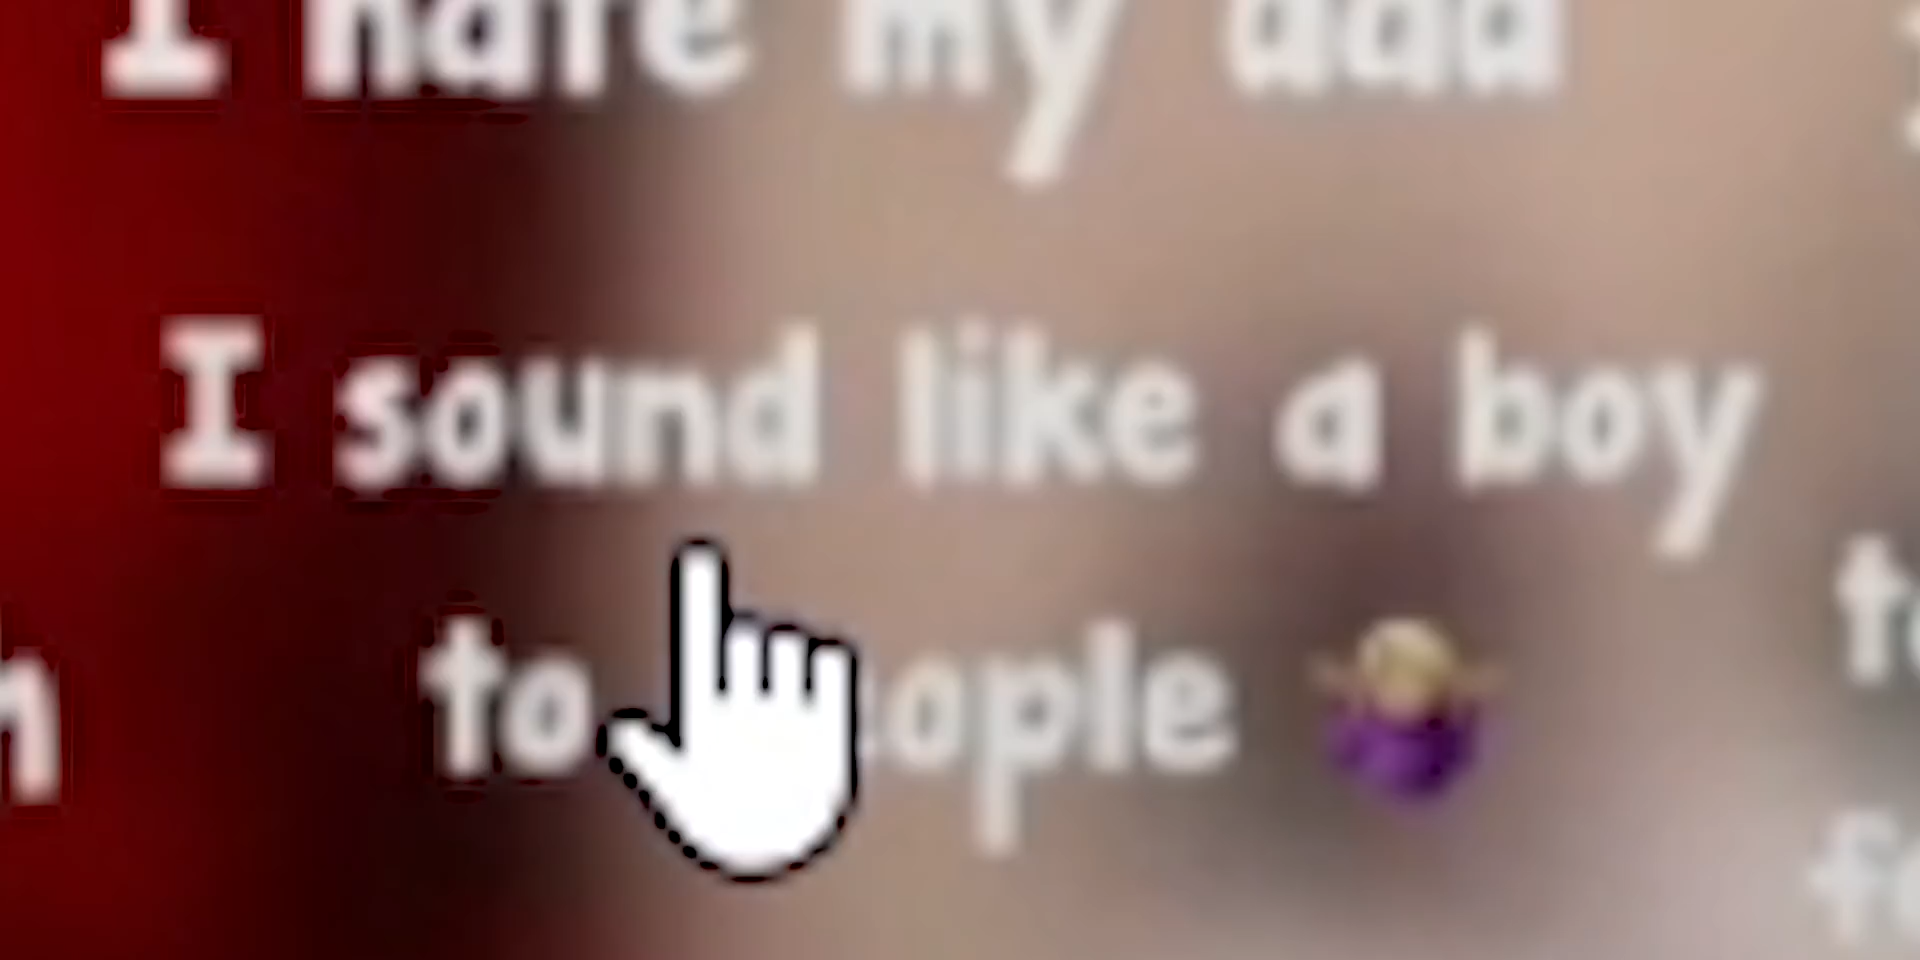 I hate my dad
I sound like a boy
to people 🤷🏼‍♀️